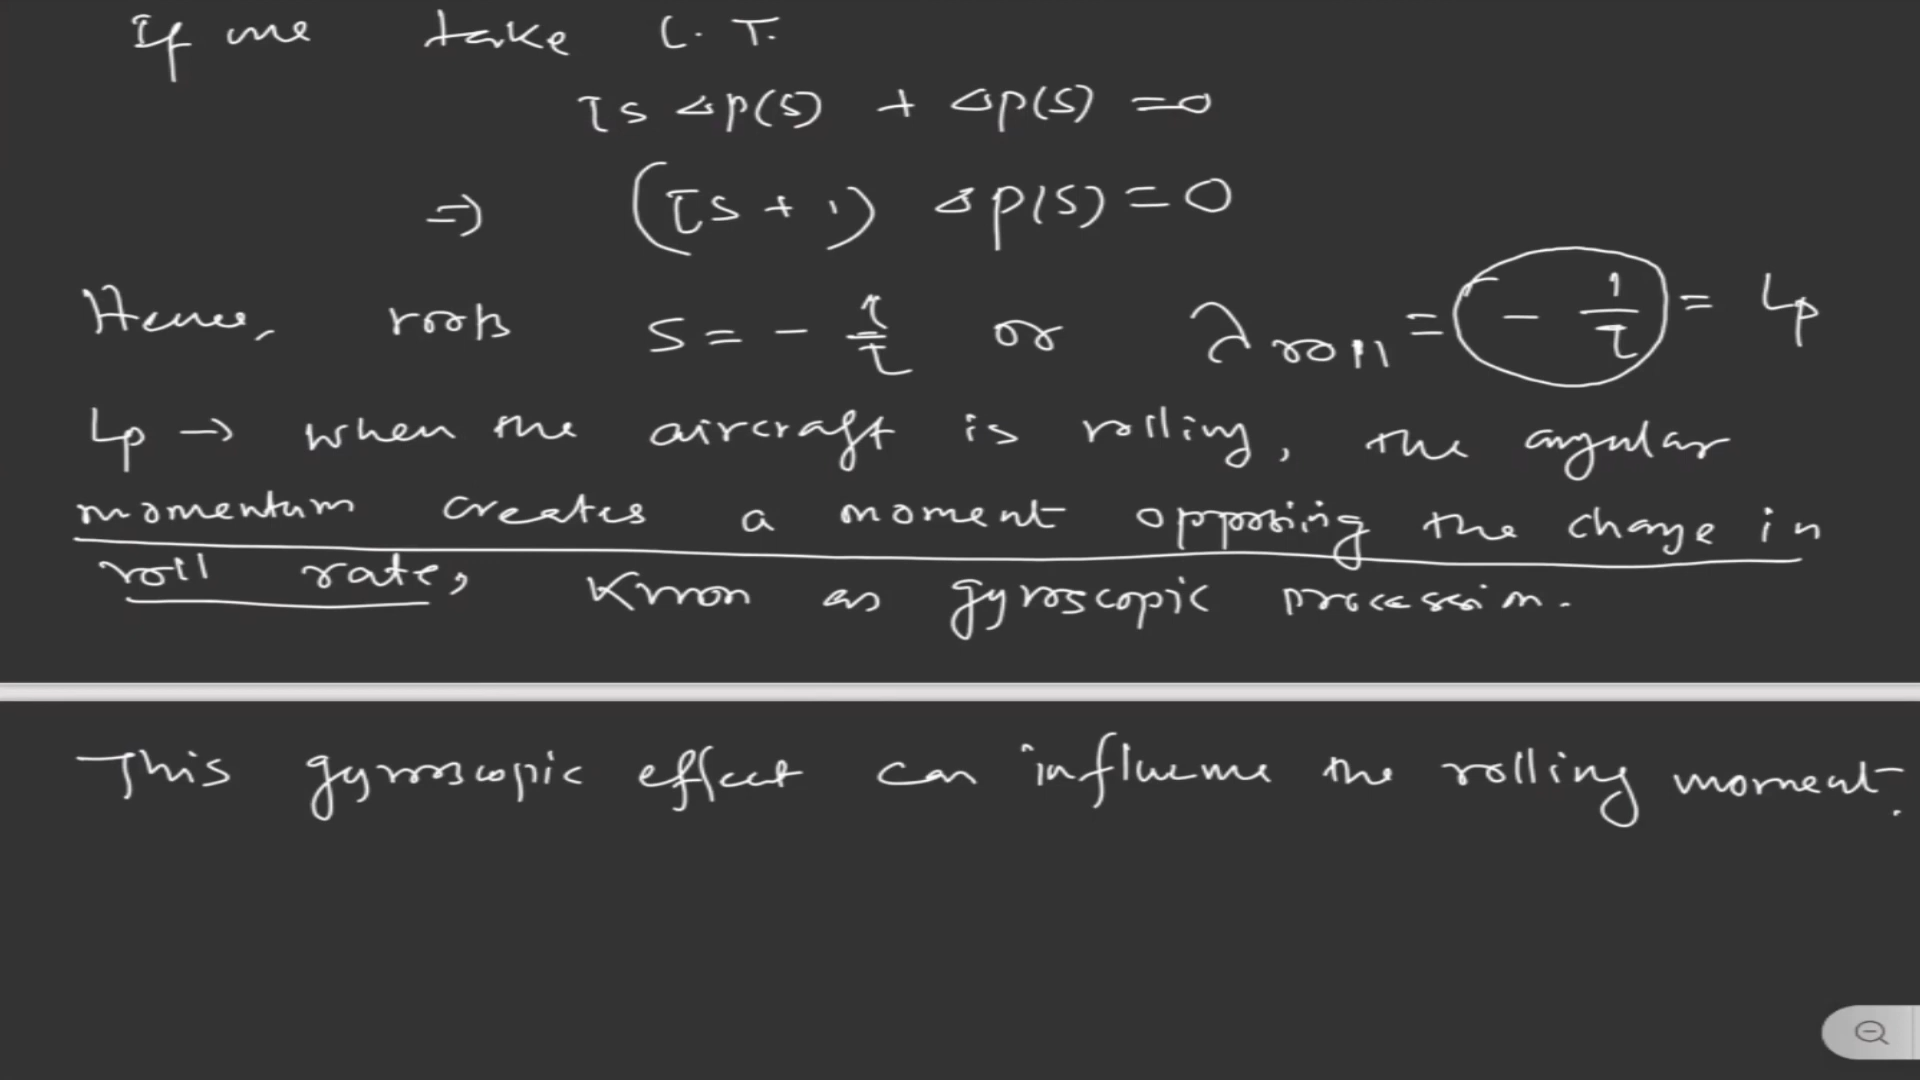 If we take L.T.
τs Δp(s) + Δp(s) = 0
⇒ (τs + 1) Δp(s) = 0
Hence, roots s = - 1/τ or λroll = - 1/τ = Lp
Lp → when the aircraft is rolling, the angular
momentum creates a moment opposing the change in
roll rate, known as gyroscopic precession.
This gyroscopic effect can influence the rolling moment.